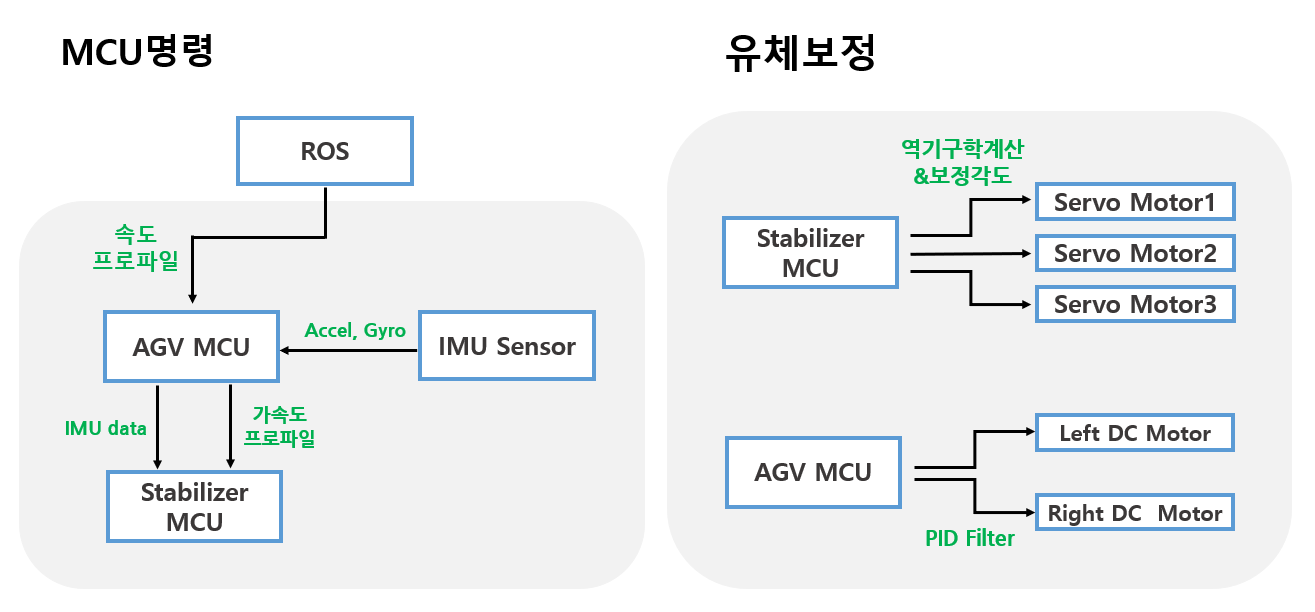 MCU명령
ROS
속도
프로파일
AGV MCU
Accel, Gyro
IMU Sensor
IMU data
가속도
프로파일
Stabilizer
MCU
유체보정
역기구학계산
&보정각도
Stabilizer
MCU
Servo Motor1
Servo Motor2
Servo Motor3
AGV MCU
Left DC Motor
Right DC Motor
PID Filter